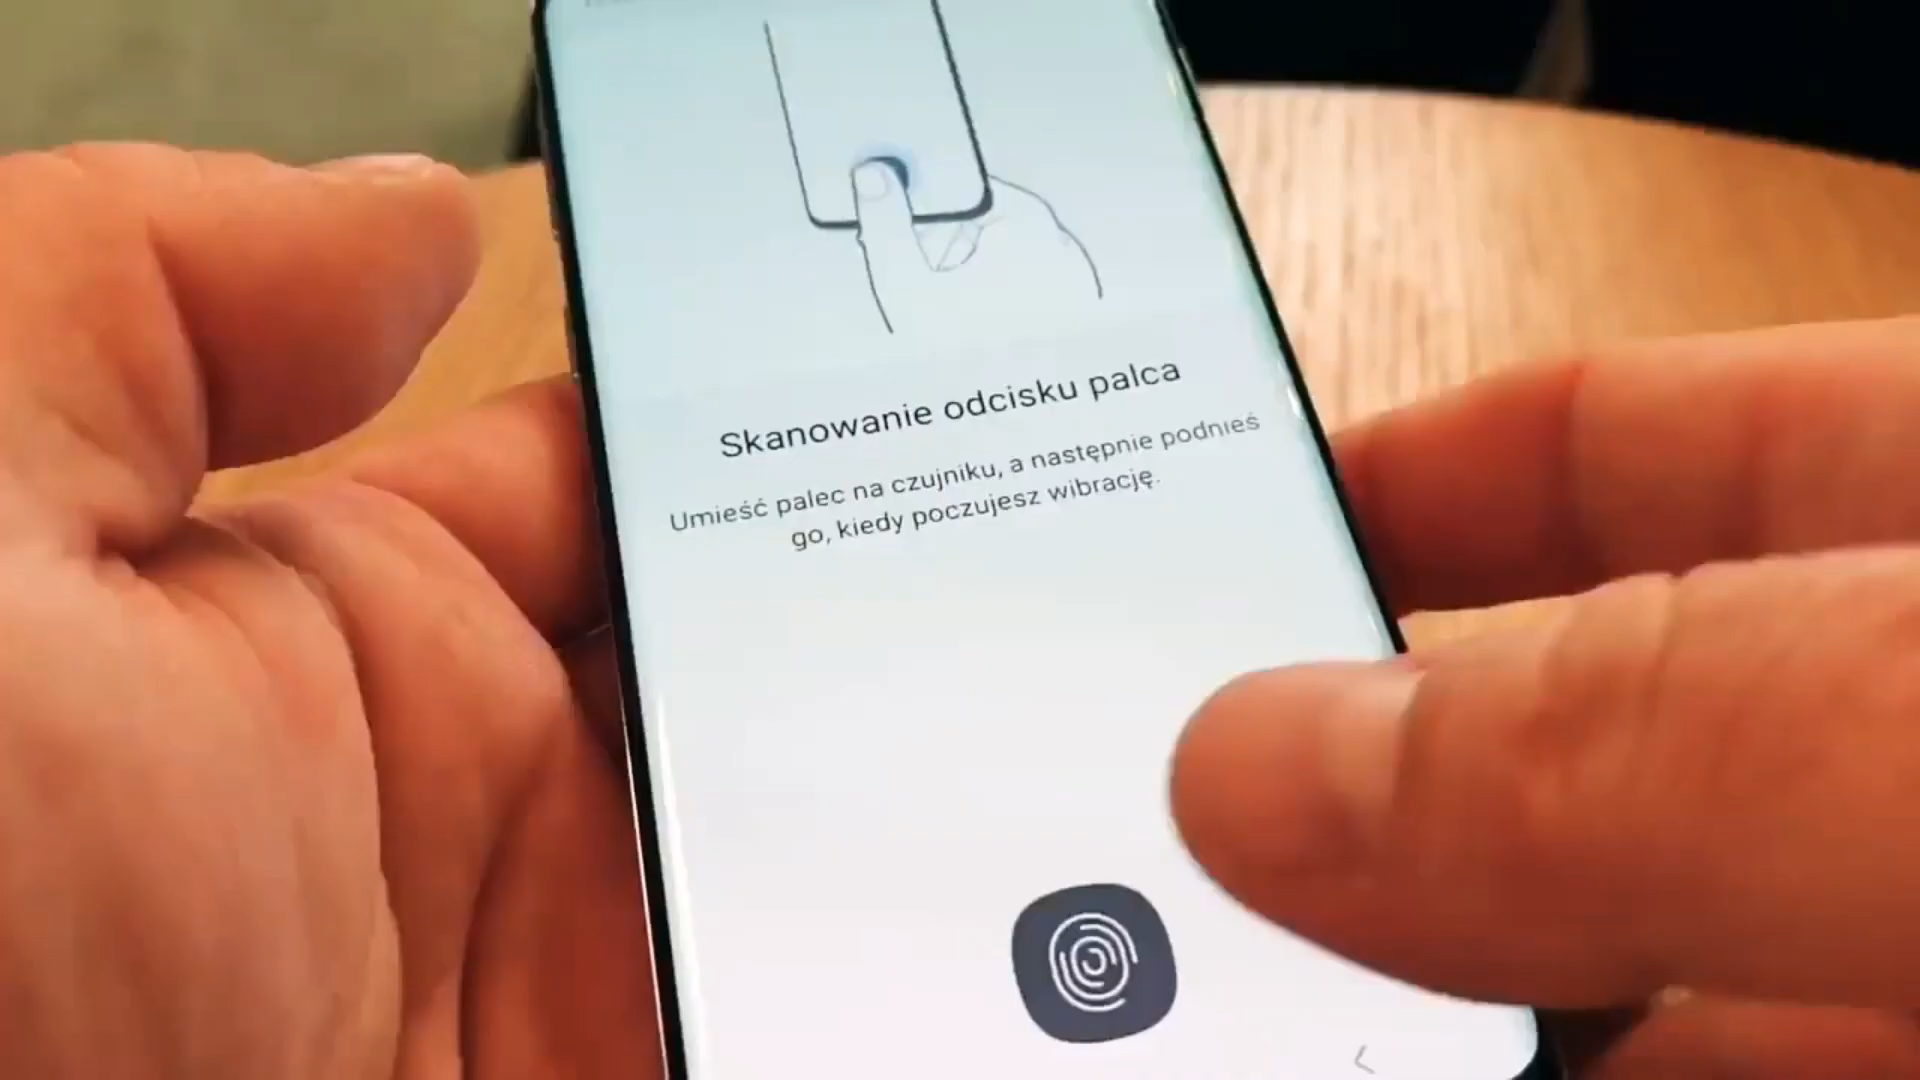 Skanowanie odcisku palca
Umieść palec na czujniku, a następnie podnieś
go, kiedy poczujesz wibrację.